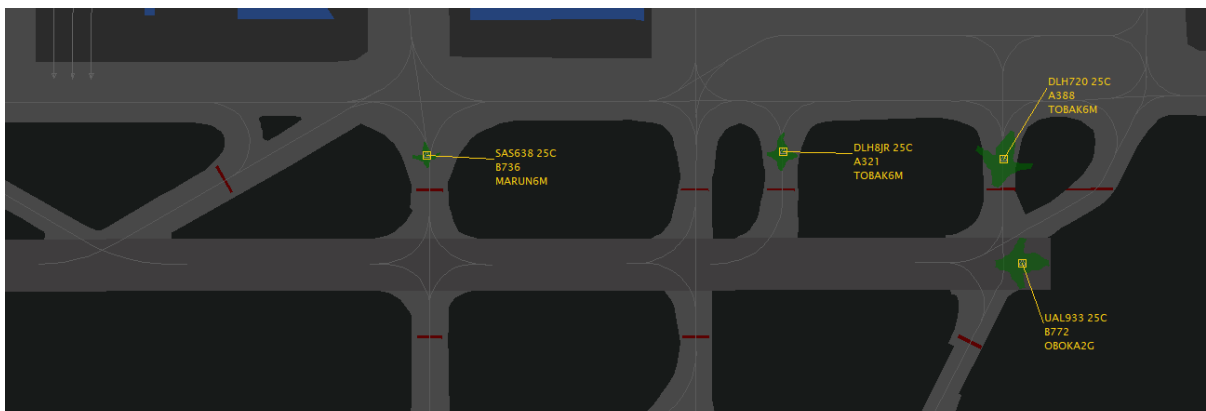 DLH720 25C
A388
TOBAK6M
SAS638 25C
B736
MARUN6M
DLH8JR 25C
A321
TOBAK6M
UAL933 25C
B772
OBOKA2G